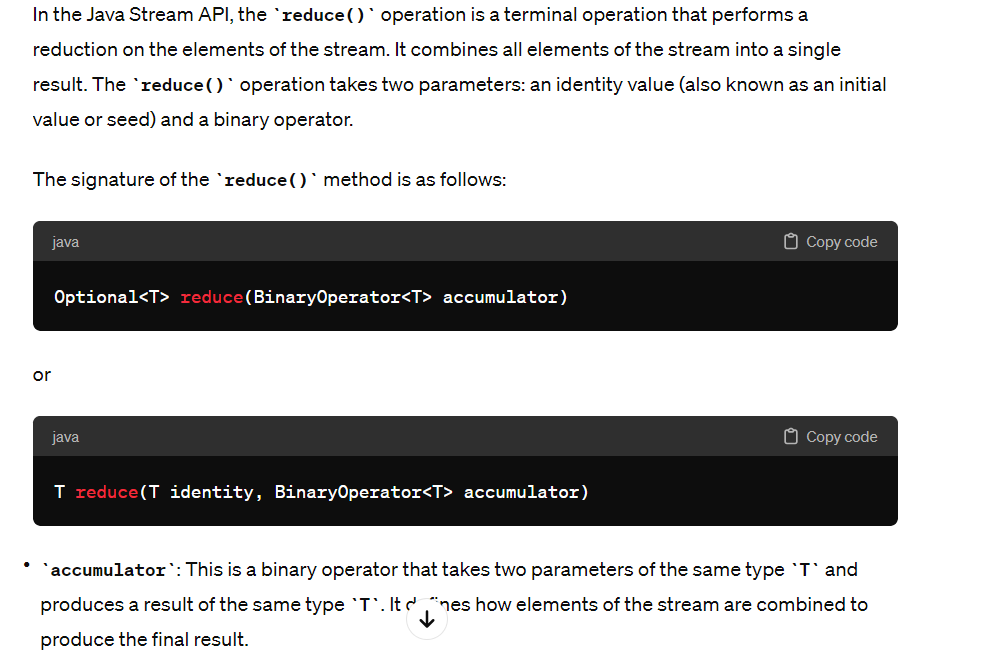 In the Java Stream API, the `reduce()` operation is a terminal operation that performs a
reduction on the elements of the stream. It combines all elements of the stream into a single
result. The `reduce()` operation takes two parameters: an identity value (also known as an initial
value or seed) and a binary operator.
The signature of the `reduce()` method is as follows:
java Copy code
Optional<T> reduce(BinaryOperator<T> accumulator)
or
java Copy code
T reduce(T identity, BinaryOperator<T> accumulator)
• `accumulator`: This is a binary operator that takes two parameters of the same type `T` and
produces a result of the same type `T`. It defines how elements of the stream are combined to
produce the final result.